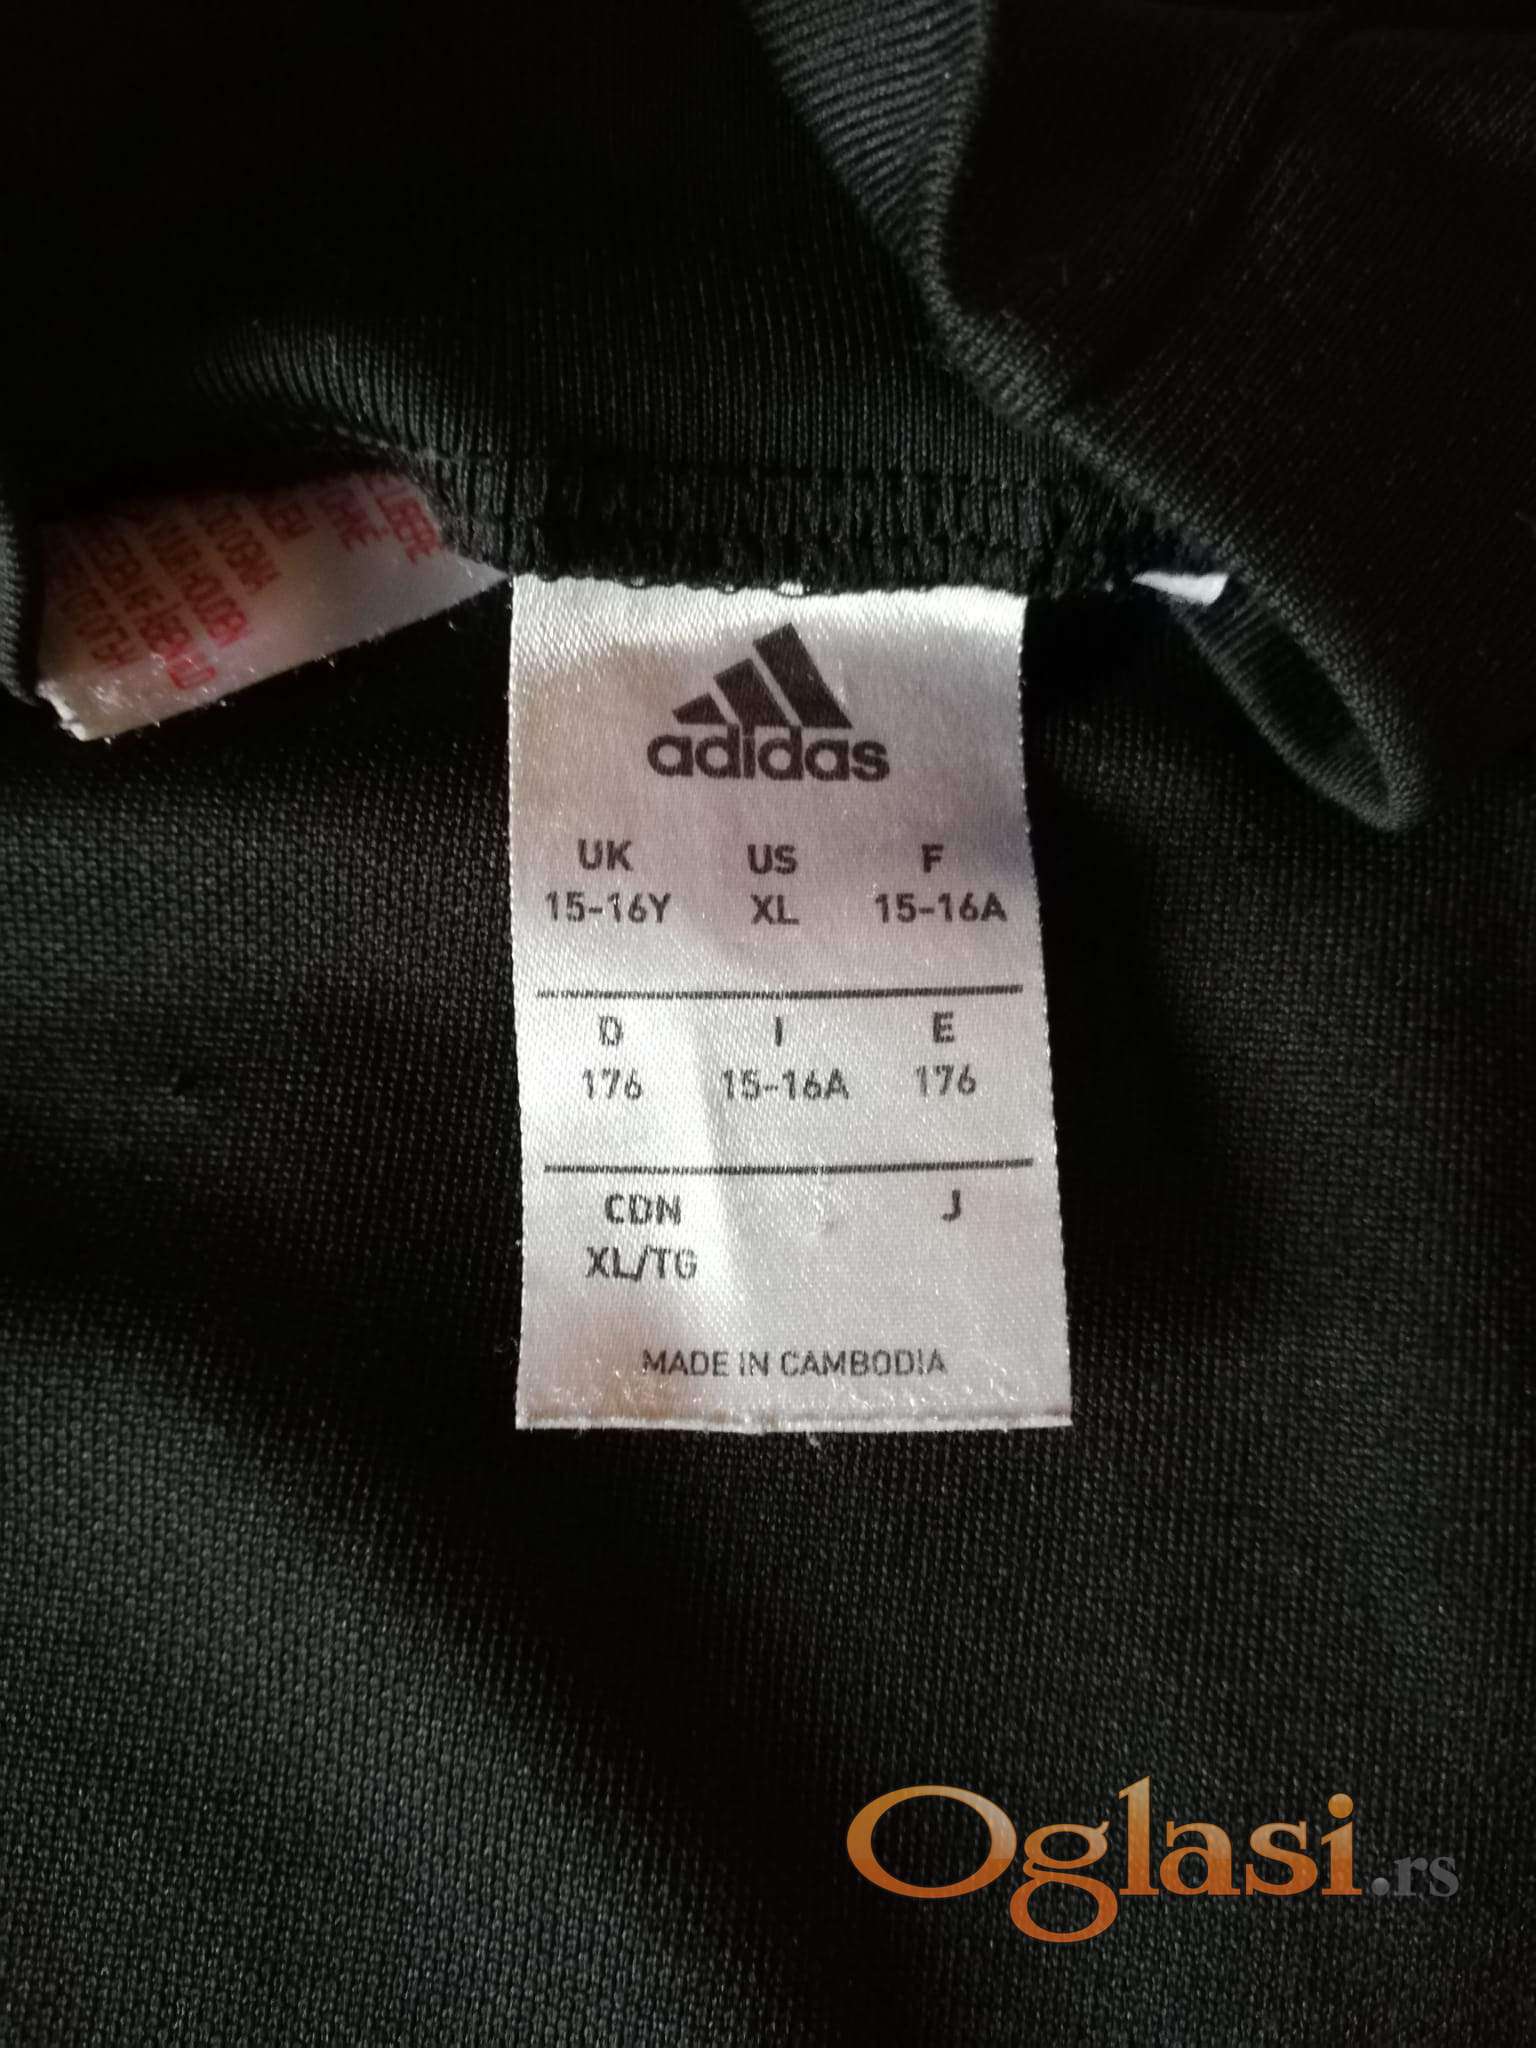 adidas
UK US F
15-16Y XL 15-16A
D I E
176 15-16A 176
CDN J
XL/TG
MADE IN CAMBODIA
Oglasi.rs